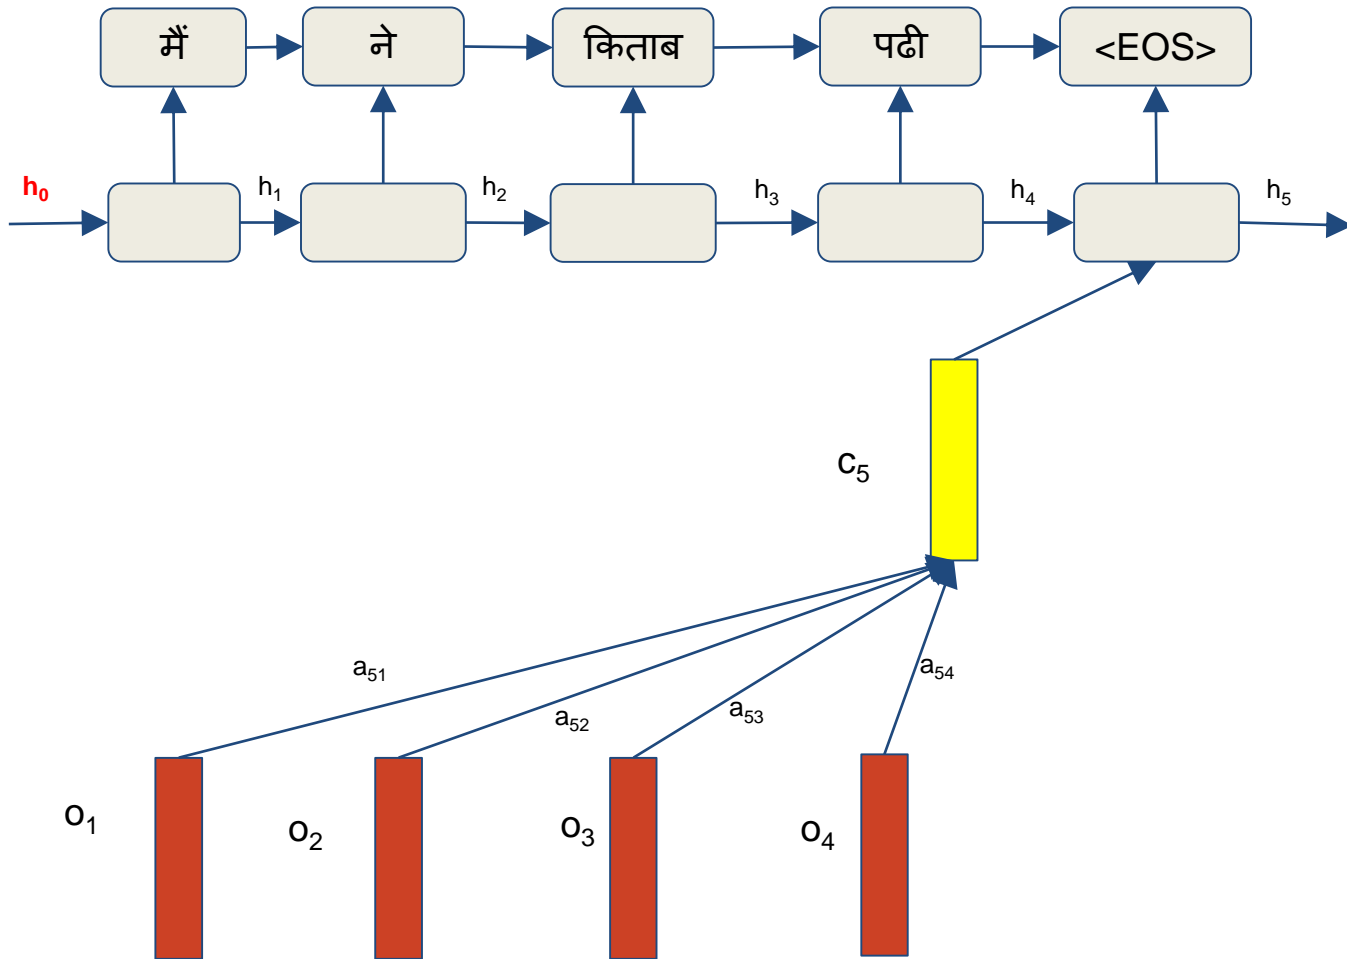 मैं ने किताब पढी <EOS>
h₀ h₁ h₂ h₃ h₄ h₅
c₅
a₅₁ a₅₂ a₅₃ a₅₄
o₁ o₂ o₃ o₄